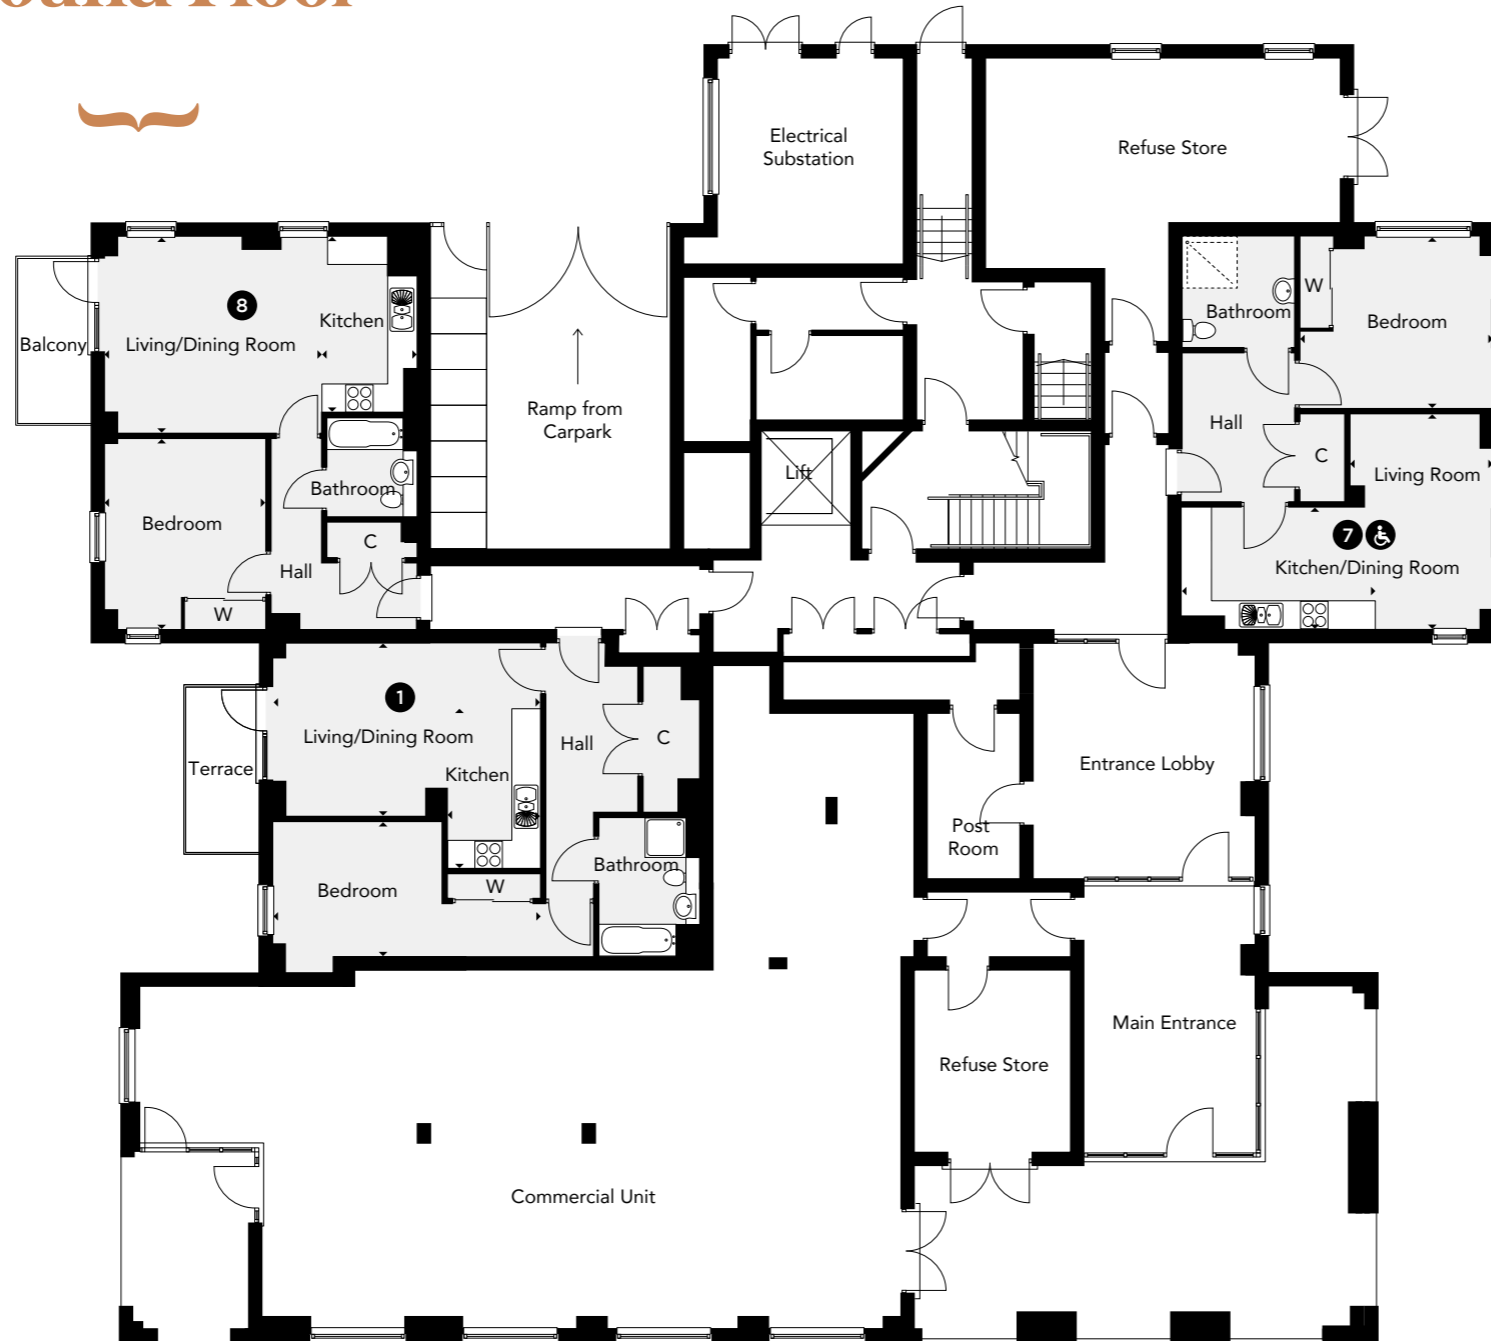 ound Floor
Electrical
Substation
Refuse Store
8
Kitchen
Living/Dining Room
Balcony
Ramp from
Carpark
Bathroom
W
Bedroom
Hall
C
Living Room
7
Kitchen/Dining Room
Lift
Bathroom
Bedroom
C
Hall
W
1
Living/Dining Room
Hall
C
Terrace
Kitchen
Entrance Lobby
Post
Room
Bathroom
Bedroom
W
Main Entrance
Refuse Store
Commercial Unit